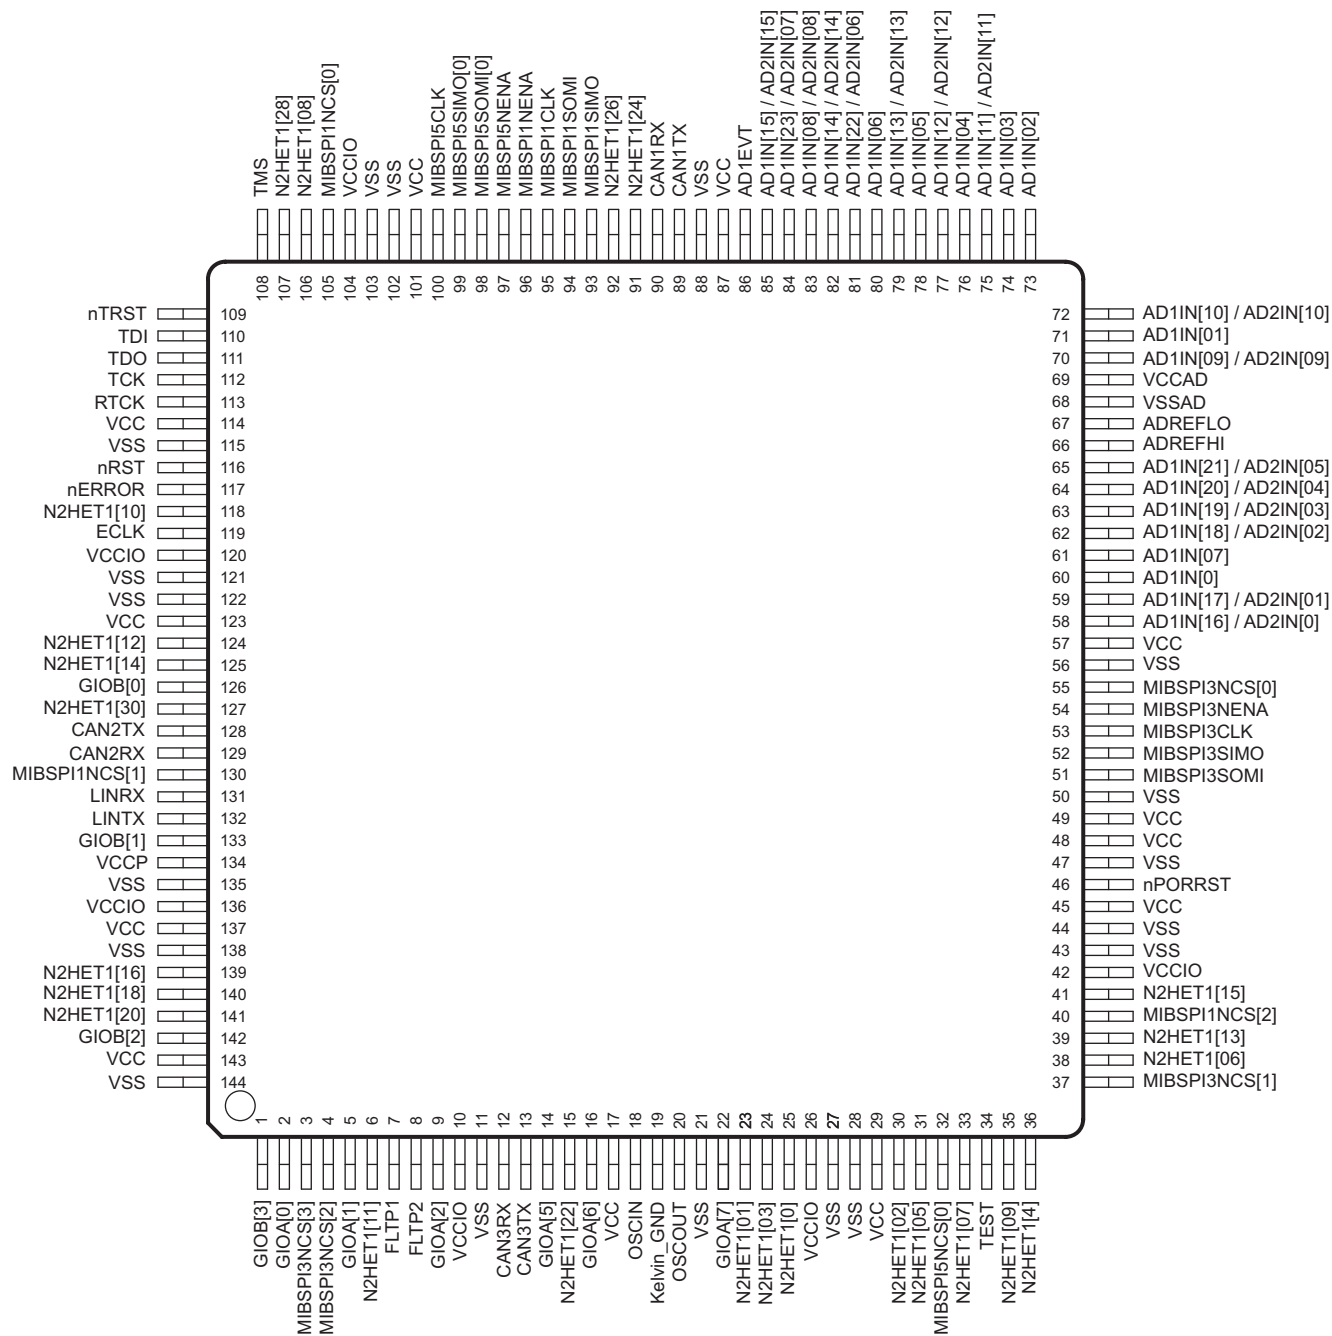 TMS
N2HET1[28]
N2HET1[08]
MIBSPI1NCS[0]
VCCIO
VSS
VSS
VCC
MIBSPI5CLK
MIBSPI5SIMO[0]
MIBSPI5SOMI[0]
MIBSPI5NENA
MIBSPI1NENA
MIBSPI1CLK
MIBSPI1SOMI
MIBSPI1SIMO
N2HET1[26]
N2HET1[24]
CAN1RX
CAN1TX
VSS
VCC
AD1EVT
AD1IN[15] / AD2IN[15]
AD1IN[23] / AD2IN[07]
AD1IN[08] / AD2IN[08]
AD1IN[14] / AD2IN[14]
AD1IN[22] / AD2IN[06]
AD1IN[06]
AD1IN[13] / AD2IN[13]
AD1IN[05]
AD1IN[12] / AD2IN[12]
AD1IN[04]
AD1IN[11] / AD2IN[11]
AD1IN[03]
AD1IN[02]
108
107
106
105
104
103
102
101
100
99
98
97
96
95
94
93
92
91
90
89
88
87
86
85
84
83
82
81
80
79
78
77
76
75
74
73
nTRST 109
TDI 110
TDO 111
TCK 112
RTCK 113
VCC 114
VSS 115
nRST 116
nERROR 117
N2HET1[10] 118
ECLK 119
VCCIO 120
VSS 121
VSS 122
VCC 123
N2HET1[12] 124
N2HET1[14] 125
GIOB[0] 126
N2HET1[30] 127
CAN2TX 128
CAN2RX 129
MIBSPI1NCS[1] 130
LINRX 131
LINTX 132
GIOB[1] 133
VCCP 134
VSS 135
VCCIO 136
VCC 137
VSS 138
N2HET1[16] 139
N2HET1[18] 140
N2HET1[20] 141
GIOB[2] 142
VCC 143
VSS 144
72 AD1IN[10] / AD2IN[10]
71 AD1IN[01]
70 AD1IN[09] / AD2IN[09]
69 VCCAD
68 VSSAD
67 ADREFLO
66 ADREFHI
65 AD1IN[21] / AD2IN[05]
64 AD1IN[20] / AD2IN[04]
63 AD1IN[19] / AD2IN[03]
62 AD1IN[18] / AD2IN[02]
61 AD1IN[07]
60 AD1IN[0]
59 AD1IN[17] / AD2IN[01]
58 AD1IN[16] / AD2IN[0]
57 VCC
56 VSS
55 MIBSPI3NCS[0]
54 MIBSPI3NENA
53 MIBSPI3CLK
52 MIBSPI3SIMO
51 MIBSPI3SOMI
50 VSS
49 VCC
48 VCC
47 VSS
46 nPORRST
45 VCC
44 VSS
43 VSS
42 VCCIO
41 N2HET1[15]
40 MIBSPI1NCS[2]
39 N2HET1[13]
38 N2HET1[06]
37 MIBSPI3NCS[1]
1
2
3
4
5
6
7
8
9
10
11
12
13
14
15
16
17
18
19
20
21
22
23
24
25
26
27
28
29
30
31
32
33
34
35
36
GIOB[3]
GIOA[0]
MIBSPI3NCS[3]
MIBSPI3NCS[2]
GIOA[1]
N2HET1[11]
FLTP1
FLTP2
GIOA[2]
VCCIO
VSS
CAN3RX
CAN3TX
GIOA[5]
N2HET1[22]
GIOA[6]
VCC
OSCIN
Kelvin_GND
OSCOUT
VSS
GIOA[7]
N2HET1[01]
N2HET1[03]
N2HET1[0]
VCCIO
VSS
VSS
VCC
N2HET1[02]
N2HET1[05]
MIBSPI5NCS[0]
N2HET1[07]
TEST
N2HET1[09]
N2HET1[4]